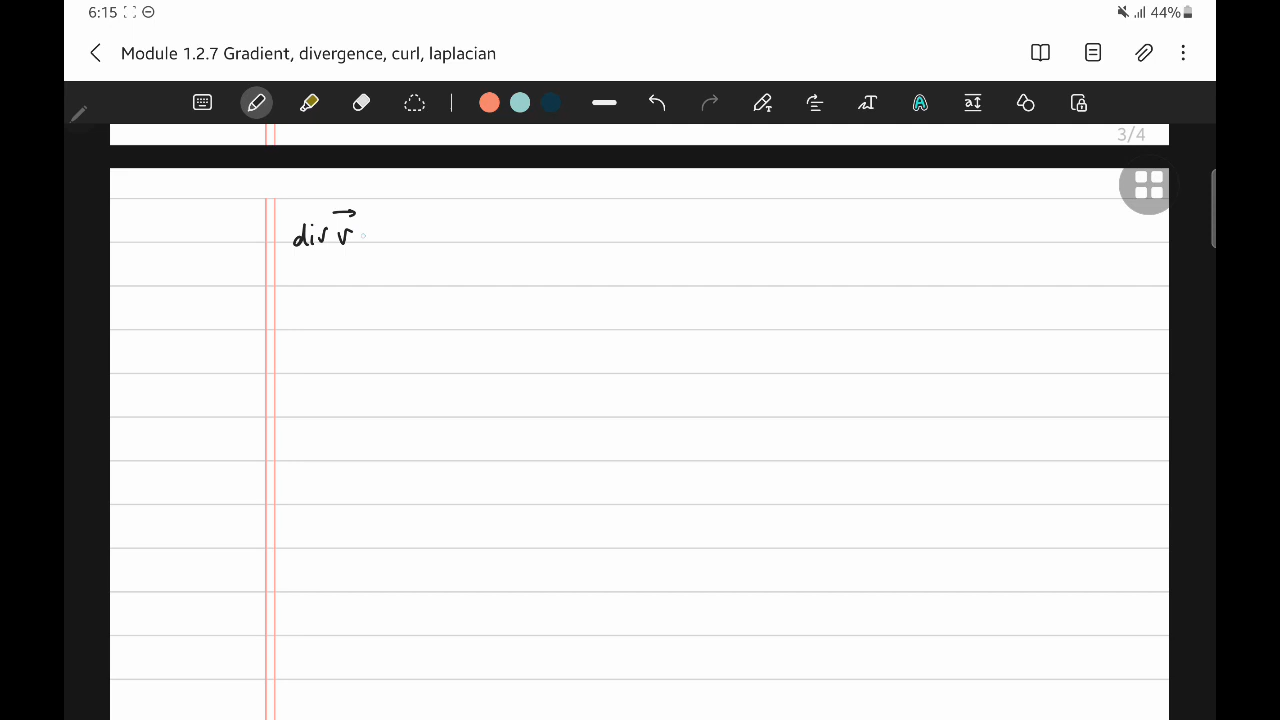 6:15 44%
Module 1.2.7 Gradient, divergence, curl, laplacian
3/4
div v⃗